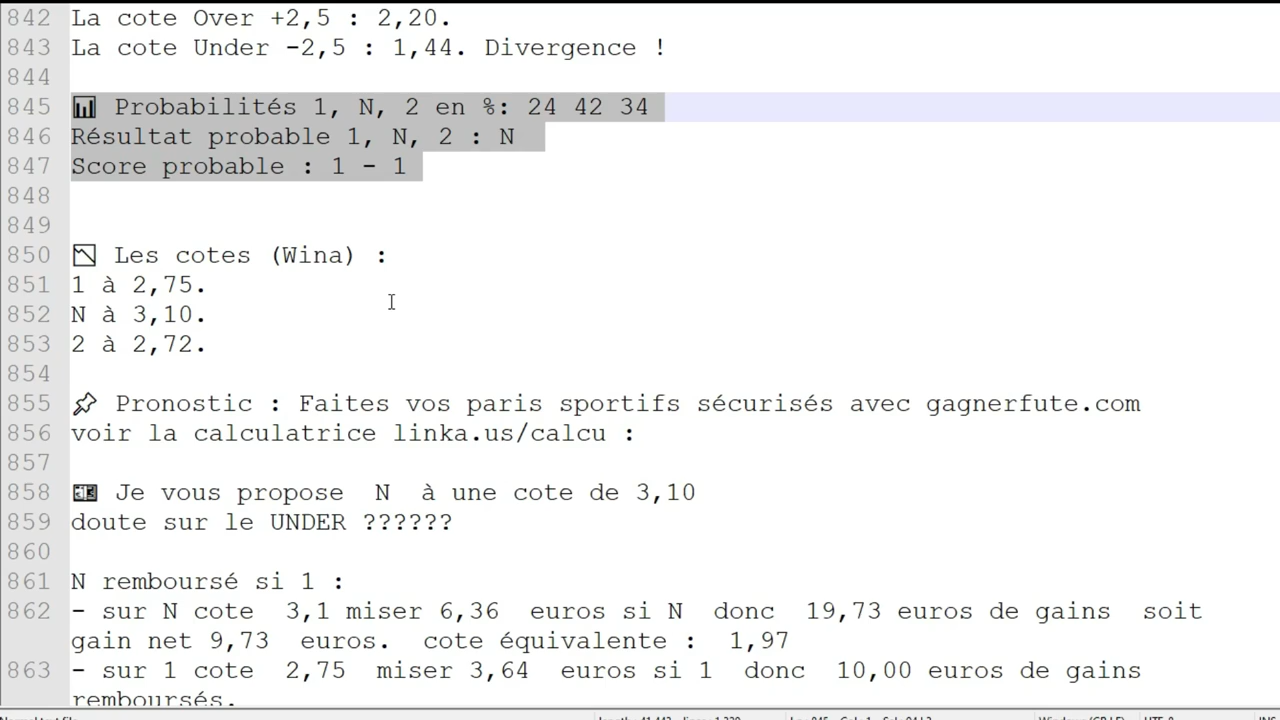 842 La cote Over +2,5 : 2,20.
843 La cote Under -2,5 : 1,44. Divergence !
844
845 📊 Probabilités 1, N, 2 en %: 24 42 34
846 Résultat probable 1, N, 2 : N
847 Score probable : 1 - 1
848
849
850 📉 Les cotes (Wina) :
851 1 à 2,75.
852 N à 3,10.
853 2 à 2,72.
854
855 📌 Pronostic : Faites vos paris sportifs sécurisés avec gagnerfute.com
856 voir la calculatrice linka.us/calcu :
857
858 💶 Je vous propose  N  à une cote de 3,10
859 doute sur le UNDER ??????
860
861 N remboursé si 1 :
862 - sur N cote  3,1 miser 6,36  euros si N  donc  19,73 euros de gains  soit
gain net 9,73  euros.  cote équivalente :  1,97
863 - sur 1 cote  2,75  miser 3,64  euros si 1  donc  10,00 euros de gains
remboursés.